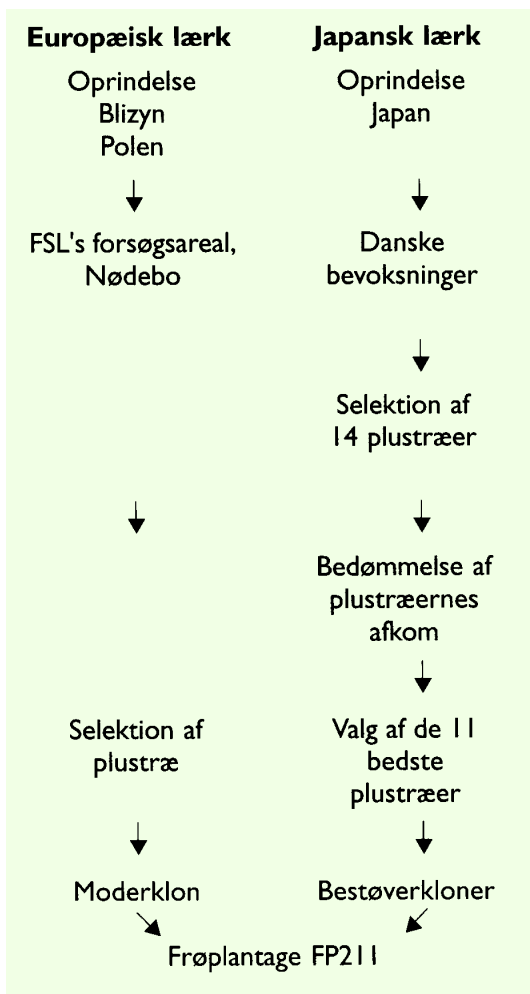 Europæisk lærk
Oprindelse
Blizyn
Polen
FSL's forsøgsareal,
Nødebo
Selektion af
plustræ
Moderklon
Japansk lærk
Oprindelse
Japan
Danske
bevoksninger
Selektion af
14 plustræer
Bedømmelse af
plustræernes
afkom
Valg af de 11
bedste
plustræer
Bestøverkloner
Frøplantage FP211